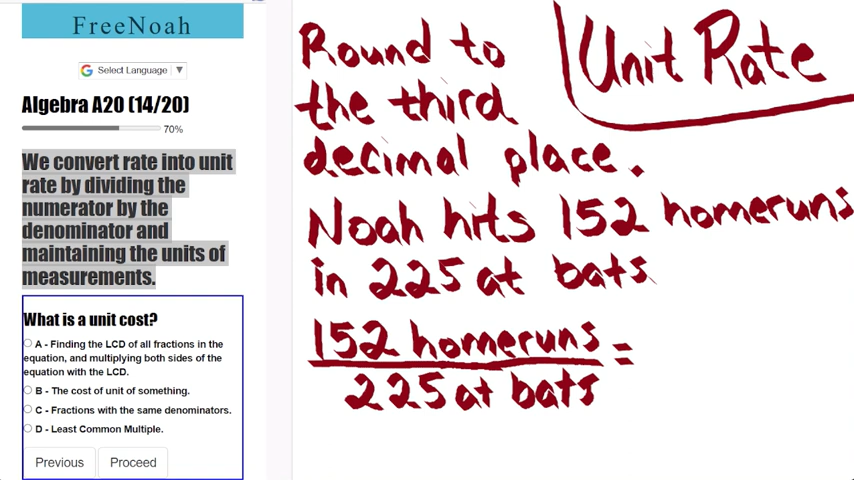 FreeNoah
Select Language
Algebra A20 (14/20)
70%
We convert rate into unit
rate by dividing the
numerator by the
denominator and
maintaining the units of
measurements.
What is a unit cost?
A - Finding the LCD of all fractions in the
equation, and multiplying both sides of the
equation with the LCD.
B - The cost of unit of something.
C - Fractions with the same denominators.
D - Least Common Multiple.
Previous Proceed
Unit Rate
Round to
the third
decimal place.
Noah hits 152 homeruns
in 225 at bats
152 homeruns =
225 at bats